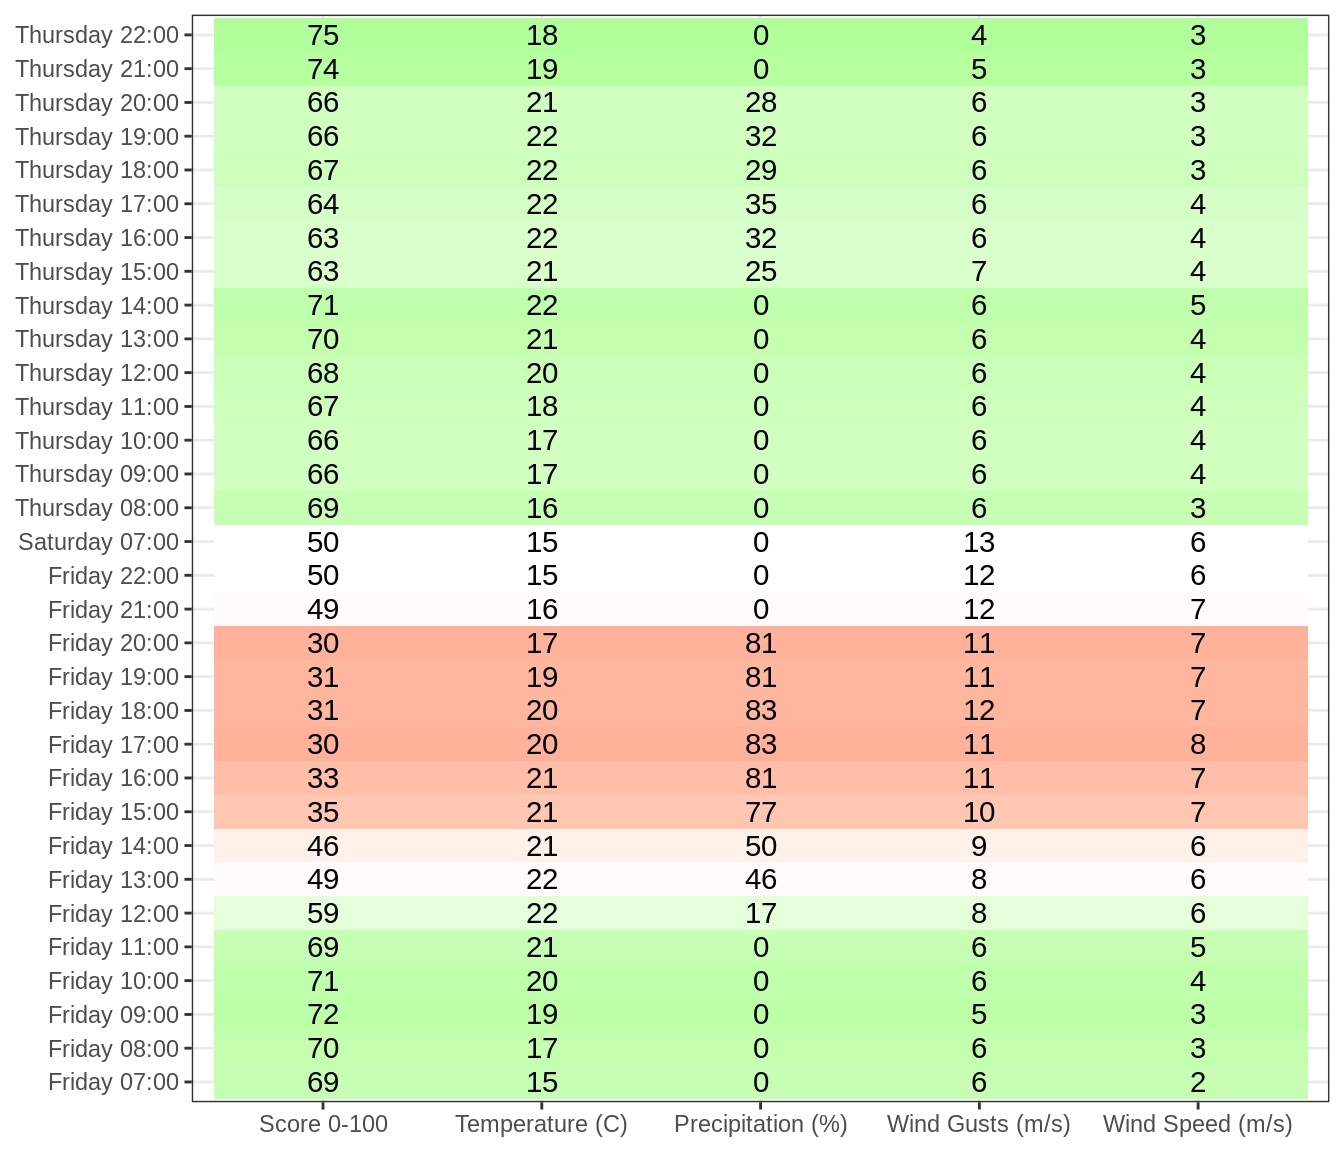 Thursday 22:00 75 18 0 4 3
Thursday 21:00 74 19 0 5 3
Thursday 20:00 66 21 28 6 3
Thursday 19:00 66 22 32 6 3
Thursday 18:00 67 22 29 6 3
Thursday 17:00 64 22 35 6 4
Thursday 16:00 63 22 32 6 4
Thursday 15:00 63 21 25 7 4
Thursday 14:00 71 22 0 6 5
Thursday 13:00 70 21 0 6 4
Thursday 12:00 68 20 0 6 4
Thursday 11:00 67 18 0 6 4
Thursday 10:00 66 17 0 6 4
Thursday 09:00 66 17 0 6 4
Thursday 08:00 69 16 0 6 3
Saturday 07:00 50 15 0 13 6
Friday 22:00 50 15 0 12 6
Friday 21:00 49 16 0 12 7
Friday 20:00 30 17 81 11 7
Friday 19:00 31 19 81 11 7
Friday 18:00 31 20 83 12 7
Friday 17:00 30 20 83 11 8
Friday 16:00 33 21 81 11 7
Friday 15:00 35 21 77 10 7
Friday 14:00 46 21 50 9 6
Friday 13:00 49 22 46 8 6
Friday 12:00 59 22 17 8 6
Friday 11:00 69 21 0 6 5
Friday 10:00 71 20 0 6 4
Friday 09:00 72 19 0 5 3
Friday 08:00 70 17 0 6 3
Friday 07:00 69 15 0 6 2
Score 0-100 Temperature (C) Precipitation (%) Wind Gusts (m/s) Wind Speed (m/s)